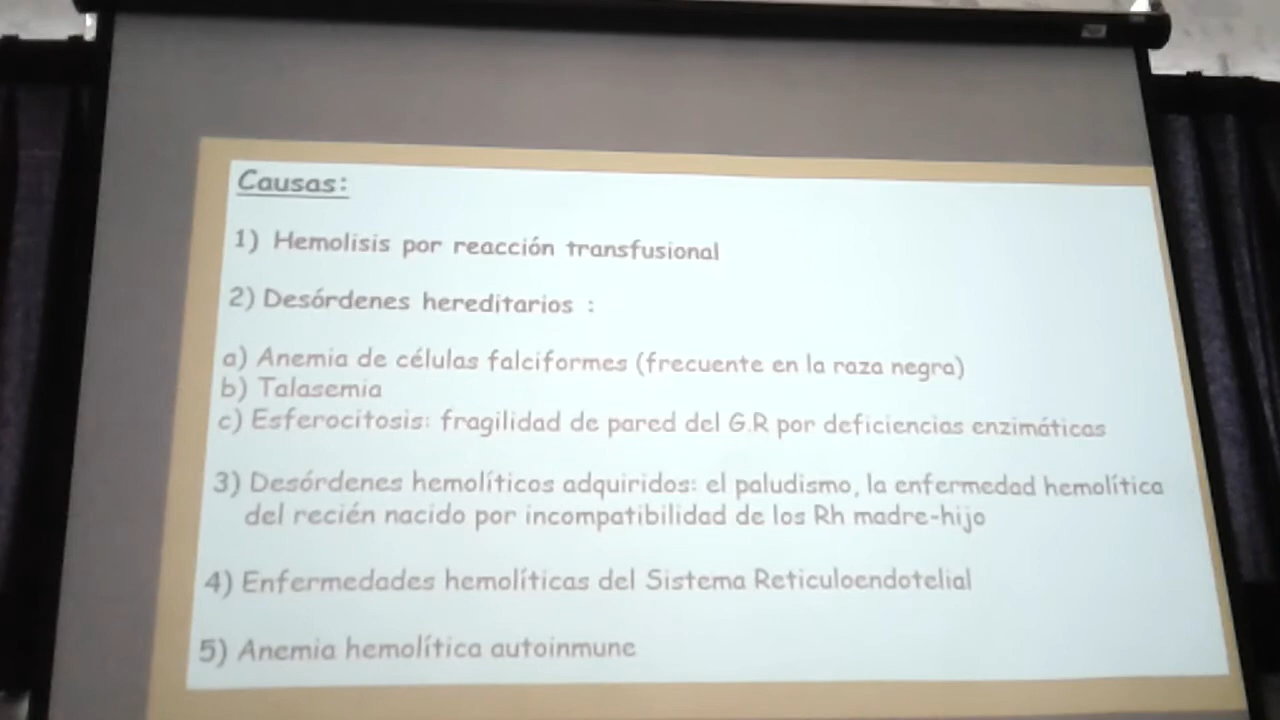 Causas:
1) Hemolisis por reacción transfusional
2) Desórdenes hereditarios :
a) Anemia de células falciformes (frecuente en la raza negra)
b) Talasemia
c) Esferocitosis: fragilidad de pared del G.R por deficiencias enzimáticas
3) Desórdenes hemolíticos adquiridos: el paludismo, la enfermedad hemolítica
del recién nacido por incompatibilidad de los Rh madre-hijo
4) Enfermedades hemolíticas del Sistema Reticuloendotelial
5) Anemia hemolítica autoinmune